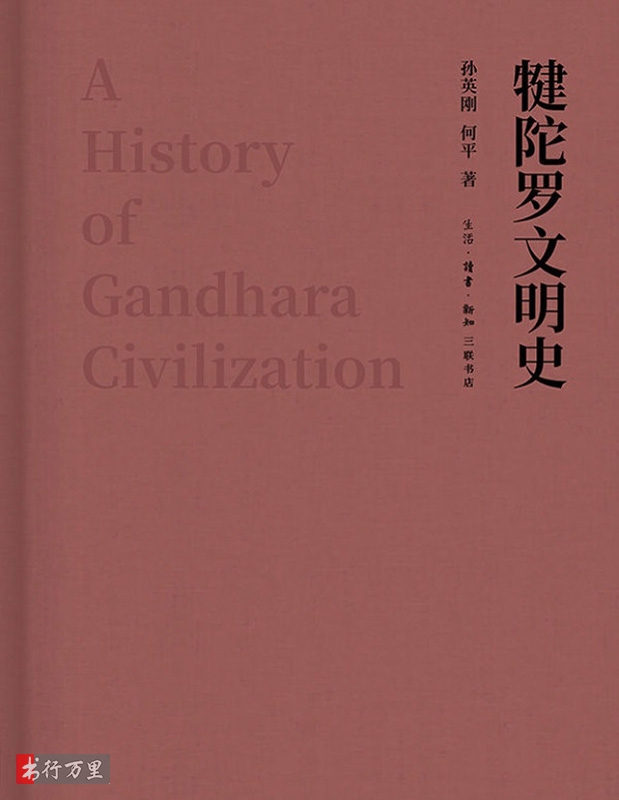 犍陀罗文明史
孙英刚 何平 著
生活·讀書·新知 三联书店
A
History
of
Gandhara
Civilization
书行万里